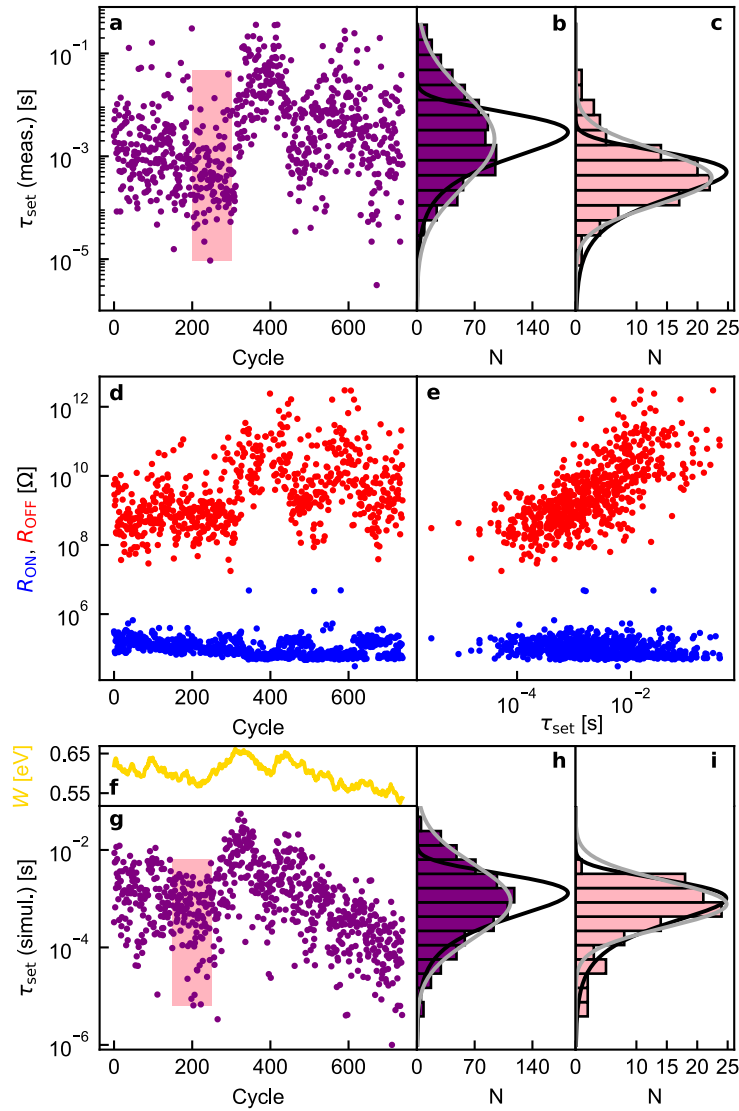 a b c
τset (meas.) [s]
10⁻¹
10⁻³
10⁻⁵
0 200 400 600
Cycle
0 70 140
N
0 10 15 20 25
N
d e
RON, ROFF [Ω]
10¹²
10¹⁰
10⁸
10⁶
0 200 400 600
Cycle
10⁻⁴ 10⁻²
τset [s]
W [eV]
0.65
0.55
f h i
g
τset (simul.) [s]
10⁻²
10⁻⁴
10⁻⁶
0 200 400 600
Cycle
0 70 140
N
0 10 15 20 25
N